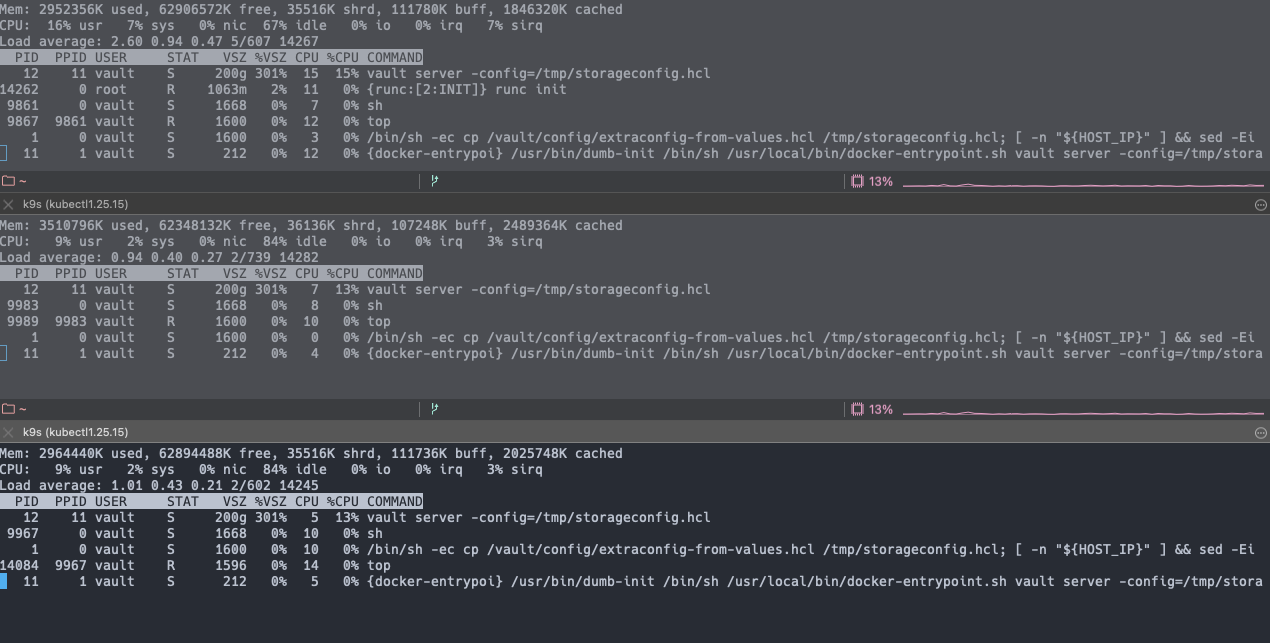 Mem: 2952356K used, 62906572K free, 35516K shrd, 111780K buff, 1846320K cached
CPU:  16% usr   7% sys   0% nic  67% idle   0% io   0% irq   7% sirq
Load average: 2.60 0.94 0.47 5/607 14267
  PID  PPID USER     STAT   VSZ %VSZ CPU %CPU COMMAND
   12    11 vault    S     200g 301%  15  15% vault server -config=/tmp/storageconfig.hcl
14262     0 root     R    1063m   2%  11   0% {runc:[2:INIT]} runc init
 9861     0 vault    S     1668   0%   7   0% sh
 9867  9861 vault    R     1600   0%  12   0% top
    1     0 vault    S     1600   0%   3   0% /bin/sh -ec cp /vault/config/extraconfig-from-values.hcl /tmp/storageconfig.hcl; [ -n "${HOST_IP}" ] && sed -Ei
   11     1 vault    S      212   0%  12   0% {docker-entrypoi} /usr/bin/dumb-init /bin/sh /usr/local/bin/docker-entrypoint.sh vault server -config=/tmp/stora
~ 13%
k9s (kubectl1.25.15)
Mem: 3510796K used, 62348132K free, 36136K shrd, 107248K buff, 2489364K cached
CPU:   9% usr   2% sys   0% nic  84% idle   0% io   0% irq   3% sirq
Load average: 0.94 0.40 0.27 2/739 14282
  PID  PPID USER     STAT   VSZ %VSZ CPU %CPU COMMAND
   12    11 vault    S     200g 301%   7  13% vault server -config=/tmp/storageconfig.hcl
 9983     0 vault    S     1668   0%   8   0% sh
 9989  9983 vault    R     1600   0%  10   0% top
    1     0 vault    S     1600   0%   0   0% /bin/sh -ec cp /vault/config/extraconfig-from-values.hcl /tmp/storageconfig.hcl; [ -n "${HOST_IP}" ] && sed -Ei
   11     1 vault    S      212   0%   4   0% {docker-entrypoi} /usr/bin/dumb-init /bin/sh /usr/local/bin/docker-entrypoint.sh vault server -config=/tmp/stora
~ 13%
k9s (kubectl1.25.15)
Mem: 2964440K used, 62894488K free, 35516K shrd, 111736K buff, 2025748K cached
CPU:   9% usr   2% sys   0% nic  84% idle   0% io   0% irq   3% sirq
Load average: 1.01 0.43 0.21 2/602 14245
  PID  PPID USER     STAT   VSZ %VSZ CPU %CPU COMMAND
   12    11 vault    S     200g 301%   5  13% vault server -config=/tmp/storageconfig.hcl
 9967     0 vault    S     1668   0%  10   0% sh
    1     0 vault    S     1600   0%  10   0% /bin/sh -ec cp /vault/config/extraconfig-from-values.hcl /tmp/storageconfig.hcl; [ -n "${HOST_IP}" ] && sed -Ei
14084  9967 vault    R     1596   0%  14   0% top
   11     1 vault    S      212   0%   5   0% {docker-entrypoi} /usr/bin/dumb-init /bin/sh /usr/local/bin/docker-entrypoint.sh vault server -config=/tmp/stora